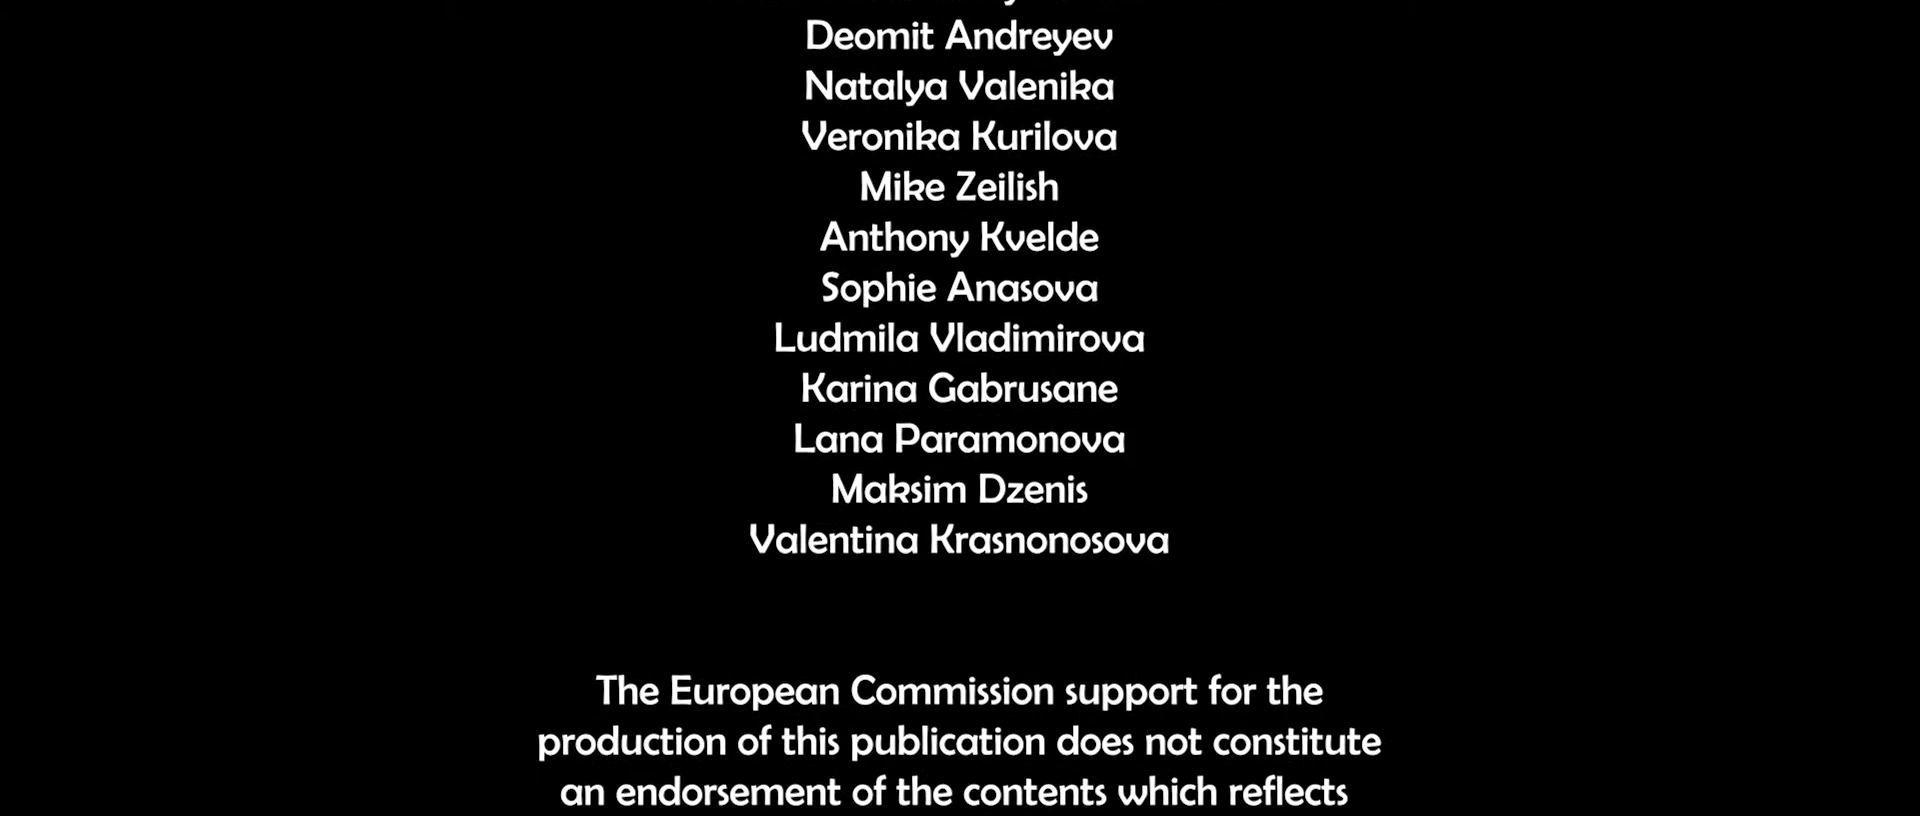 Deomit Andreyev
Natalya Valenika
Veronika Kurilova
Mike Zeilish
Anthony Kvelde
Sophie Anasova
Ludmila Vladimirova
Karina Gabrusane
Lana Paramonova
Maksim Dzenis
Valentina Krasnonosova
The European Commission support for the
production of this publication does not constitute
an endorsement of the contents which reflects